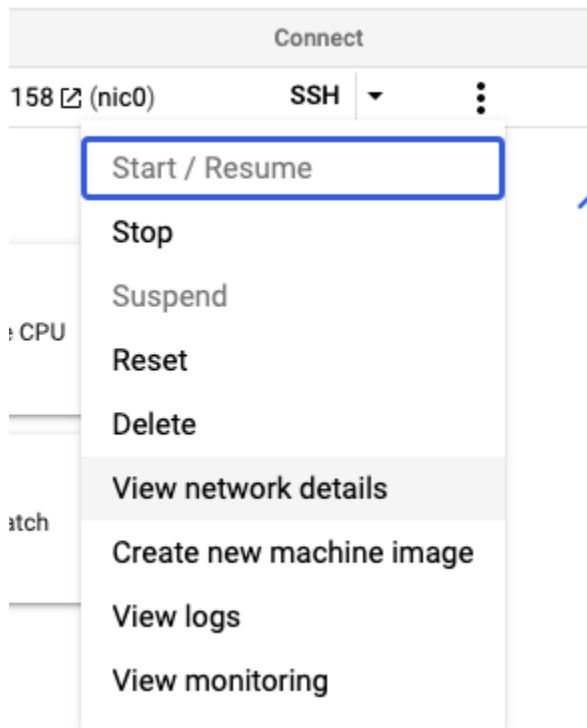 Connect
158 (nic0) SSH
Start / Resume
Stop
Suspend
CPU
Reset
Delete
View network details
atch
Create new machine image
View logs
View monitoring